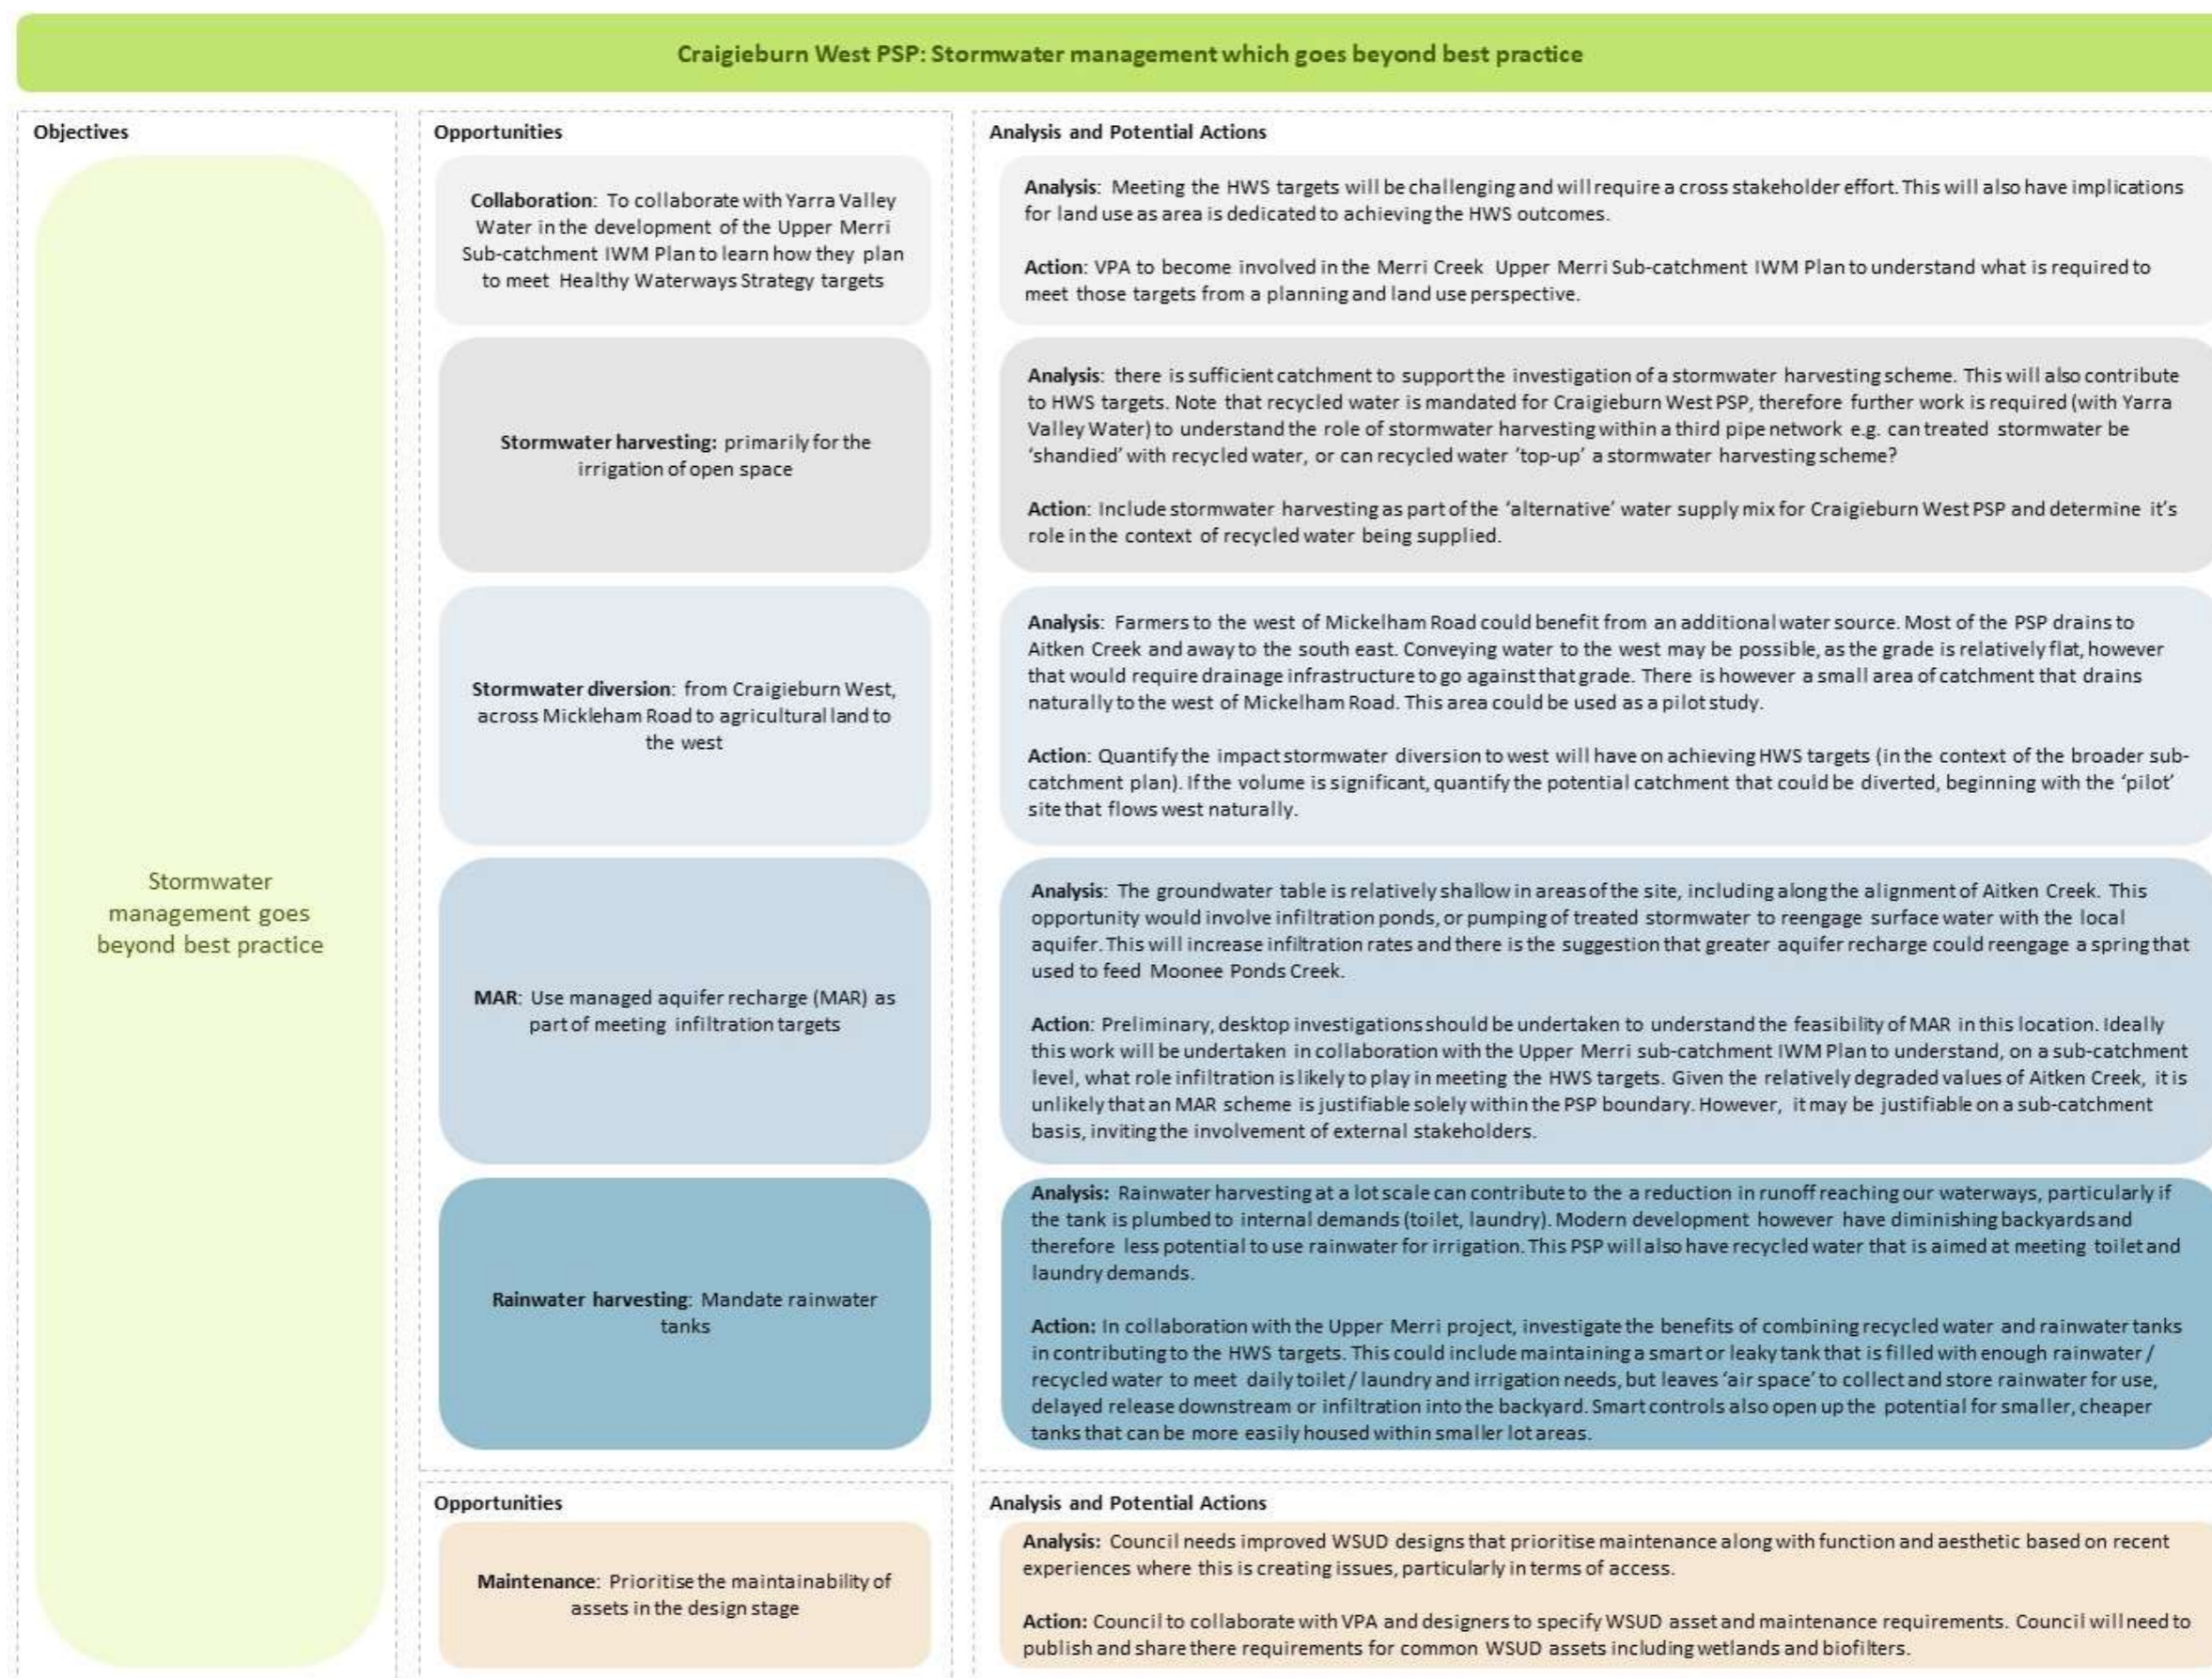 Craigieburn West PSP: Stormwater management which goes beyond best practice
Objectives
Stormwater
management goes
beyond best practice
Opportunities
Analysis and Potential Actions
Collaboration: To collaborate with Yarra Valley
Water in the development of the Upper Merri
Sub-catchment IWM Plan to learn how they plan
to meet Healthy Waterways Strategy targets
Analysis: Meeting the HWS targets will be challenging and will require a cross stakeholder effort. This will also have implications
for land use as area is dedicated to achieving the HWS outcomes.
Action: VPA to become involved in the Merri Creek Upper Merri Sub-catchment IWM Plan to understand what is required to
meet those targets from a planning and land use perspective.
Stormwater harvesting: primarily for the
irrigation of open space
Analysis: there is sufficient catchment to support the investigation of a stormwater harvesting scheme. This will also contribute
to HWS targets. Note that recycled water is mandated for Craigieburn West PSP, therefore further work is required (with Yarra
Valley Water) to understand the role of stormwater harvesting within a third pipe network e.g. can treated stormwater be
‘shandied’ with recycled water, or can recycled water ‘top-up’ a stormwater harvesting scheme?
Action: Include stormwater harvesting as part of the ‘alternative’ water supply mix for Craigieburn West PSP and determine it’s
role in the context of recycled water being supplied.
Stormwater diversion: from Craigieburn West,
across Mickleham Road to agricultural land to
the west
Analysis: Farmers to the west of Mickelham Road could benefit from an additional water source. Most of the PSP drains to
Aitken Creek and away to the south east. Conveying water to the west may be possible, as the grade is relatively flat, however
that would require drainage infrastructure to go against that grade. There is however a small area of catchment that drains
naturally to the west of Mickelham Road. This area could be used as a pilot study.
Action: Quantify the impact stormwater diversion to west will have on achieving HWS targets (in the context of the broader sub-
catchment plan). If the volume is significant, quantify the potential catchment that could be diverted, beginning with the ‘pilot’
site that flows west naturally.
MAR: Use managed aquifer recharge (MAR) as
part of meeting infiltration targets
Analysis: The groundwater table is relatively shallow in areas of the site, including along the alignment of Aitken Creek. This
opportunity would involve infiltration ponds, or pumping of treated stormwater to reengage surface water with the local
aquifer. This will increase infiltration rates and there is the suggestion that greater aquifer recharge could reengage a spring that
used to feed Moonee Ponds Creek.
Action: Preliminary, desktop investigations should be undertaken to understand the feasibility of MAR in this location. Ideally
this work will be undertaken in collaboration with the Upper Merri sub-catchment IWM Plan to understand, on a sub-catchment
level, what role infiltration is likely to play in meeting the HWS targets. Given the relatively degraded values of Aitken Creek, it is
unlikely that an MAR scheme is justifiable solely within the PSP boundary. However, it may be justifiable on a sub-catchment
basis, inviting the involvement of external stakeholders.
Rainwater harvesting: Mandate rainwater
tanks
Analysis: Rainwater harvesting at a lot scale can contribute to the a reduction in runoff reaching our waterways, particularly if
the tank is plumbed to internal demands (toilet, laundry). Modern development however have diminishing backyards and
therefore less potential to use rainwater for irrigation. This PSP will also have recycled water that is aimed at meeting toilet and
laundry demands.
Action: In collaboration with the Upper Merri project, investigate the benefits of combining recycled water and rainwater tanks
in contributing to the HWS targets. This could include maintaining a smart or leaky tank that is filled with enough rainwater /
recycled water to meet daily toilet / laundry and irrigation needs, but leaves ‘air space’ to collect and store rainwater for use,
delayed release downstream or infiltration into the backyard. Smart controls also open up the potential for smaller, cheaper
tanks that can be more easily housed within smaller lot areas.
Opportunities
Analysis and Potential Actions
Maintenance: Prioritise the maintainability of
assets in the design stage
Analysis: Council needs improved WSUD designs that prioritise maintenance along with function and aesthetic based on recent
experiences where this is creating issues, particularly in terms of access.
Action: Council to collaborate with VPA and designers to specify WSUD asset and maintenance requirements. Council will need to
publish and share there requirements for common WSUD assets including wetlands and biofilters.